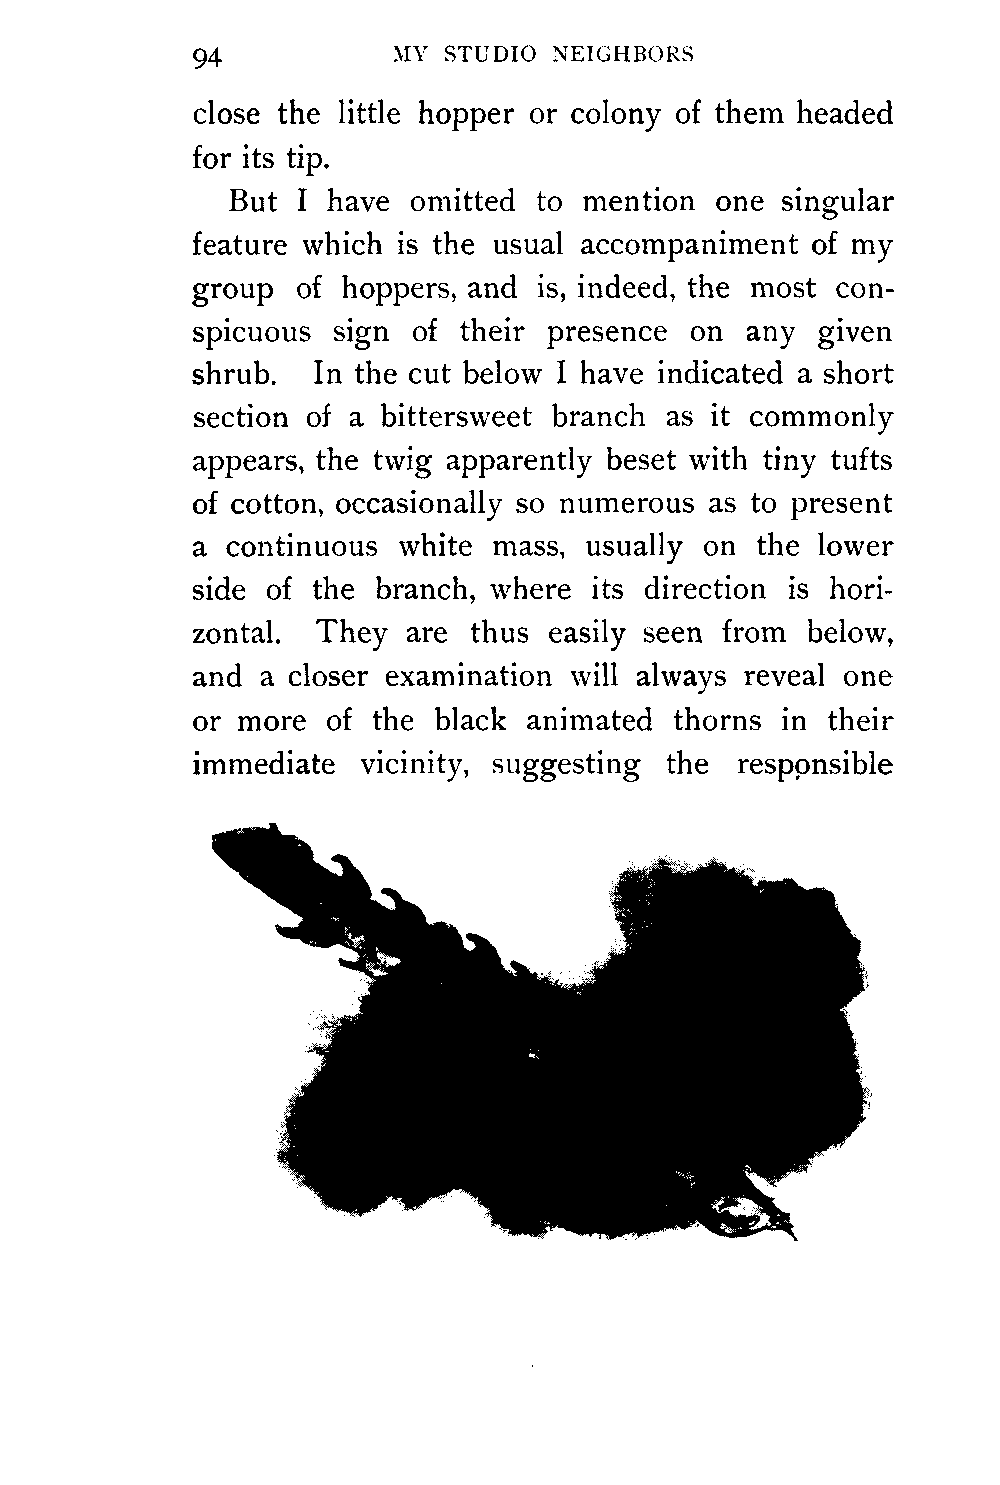 94 MY STUDIO NEIGHBORS
close the little hopper or colony of them headed
for its tip.
But I have omitted to mention one singular
feature which is the usual accompaniment of my
group of hoppers, and is, indeed, the most con-
spicuous sign of their presence on any given
shrub. In the cut below I have indicated a short
section of a bittersweet branch as it commonly
appears, the twig apparently beset with tiny tufts
of cotton, occasionally so numerous as to present
a continuous white mass, usually on the lower
side of the branch, where its direction is hori-
zontal. They are thus easily seen from below,
and a closer examination will always reveal one
or more of the black animated thorns in their
immediate vicinity, suggesting the responsible